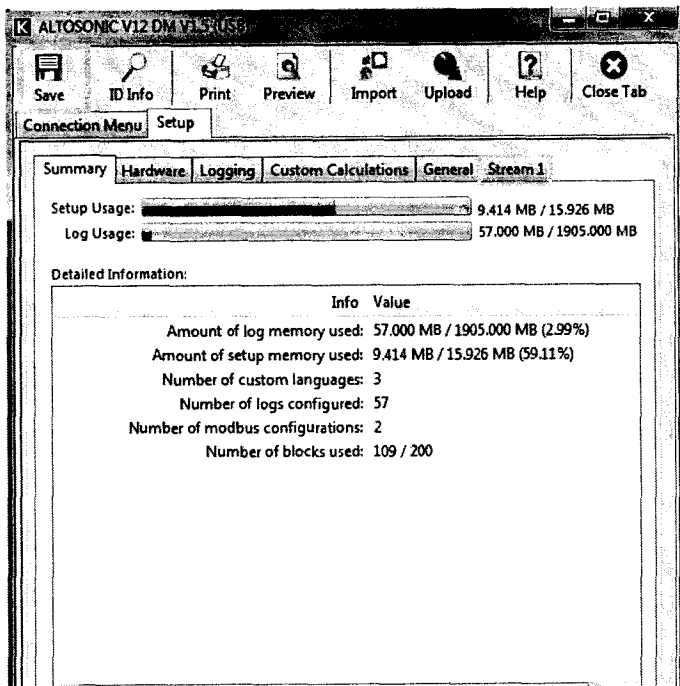 K ALTOSONIC V12 DM V1.5 (USB)
Save ID Info Print Preview Import Upload Help Close Tab
Connection Menu Setup
Summary Hardware Logging Custom Calculations General Stream 1
Setup Usage: 9.414 MB / 15.926 MB
Log Usage: 57.000 MB / 1905.000 MB
Detailed Information:
Info Value
Amount of log memory used: 57.000 MB / 1905.000 MB (2.99%)
Amount of setup memory used: 9.414 MB / 15.926 MB (59.11%)
Number of custom languages: 3
Number of logs configured: 57
Number of modbus configurations: 2
Number of blocks used: 109 / 200